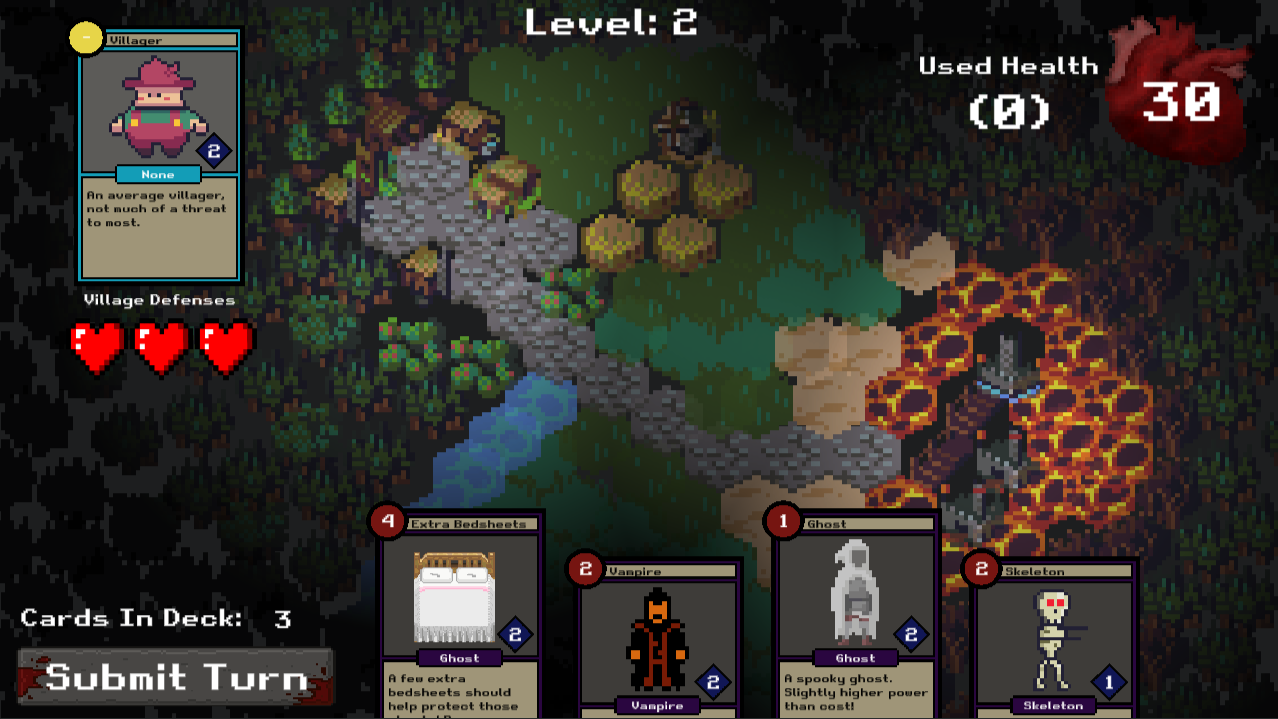 Level: 2
Villager
2
None
An average villager,
not much of a threat
to most.
Village Defenses
Used Health
(0)
30
4
Extra Bedsheets
2
Ghost
A few extra
bedsheets should
help protect those
2
Vampire
2
Vampire
1
Ghost
2
Ghost
A spooky ghost.
Slightly higher power
than cost!
2
Skeleton
1
Skeleton
Cards In Deck: 3
Submit Turn